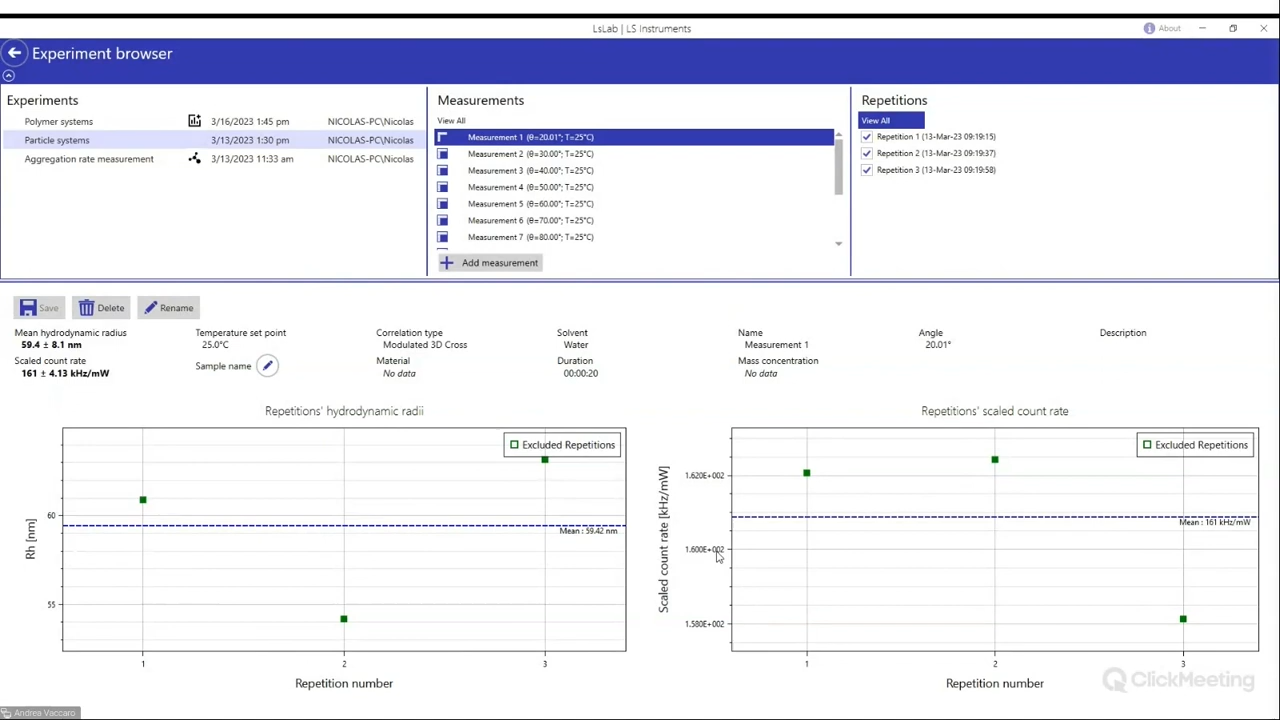 LsLab | LS Instruments
About
Experiment browser
Experiments
Polymer systems 3/16/2023 1:45 pm NICOLAS-PC\Nicolas
Particle systems 3/13/2023 1:30 pm NICOLAS-PC\Nicolas
Aggregation rate measurement 3/13/2023 11:33 am NICOLAS-PC\Nicolas
Measurements
View All
Measurement 1 (θ=20.01°; T=25°C)
Measurement 2 (θ=30.00°; T=25°C)
Measurement 3 (θ=40.00°; T=25°C)
Measurement 4 (θ=50.00°; T=25°C)
Measurement 5 (θ=60.00°; T=25°C)
Measurement 6 (θ=70.00°; T=25°C)
Measurement 7 (θ=80.00°; T=25°C)
Add measurement
Repetitions
View All
Repetition 1 (13-Mar-23 09:19:15)
Repetition 2 (13-Mar-23 09:19:37)
Repetition 3 (13-Mar-23 09:19:58)
Save Delete Rename
Mean hydrodynamic radius Temperature set point Correlation type Solvent Name Angle Description
59.4 ± 8.1 nm 25.0°C Modulated 3D Cross Water Measurement 1 20.01°
Scaled count rate Sample name Material Duration Mass concentration
161 ± 4.13 kHz/mW No data 00:00:20 No data
Repetitions' hydrodynamic radii
Excluded Repetitions
60
55
Rh [nm]
Mean : 59.42 nm
1 2 3
Repetition number
Repetitions' scaled count rate
Excluded Repetitions
1.620E+002
1.600E+002
1.580E+002
Scaled count rate [kHz/mW]
Mean : 161 kHz/mW
1 2 3
Repetition number
ClickMeeting
Andrea Vaccaro